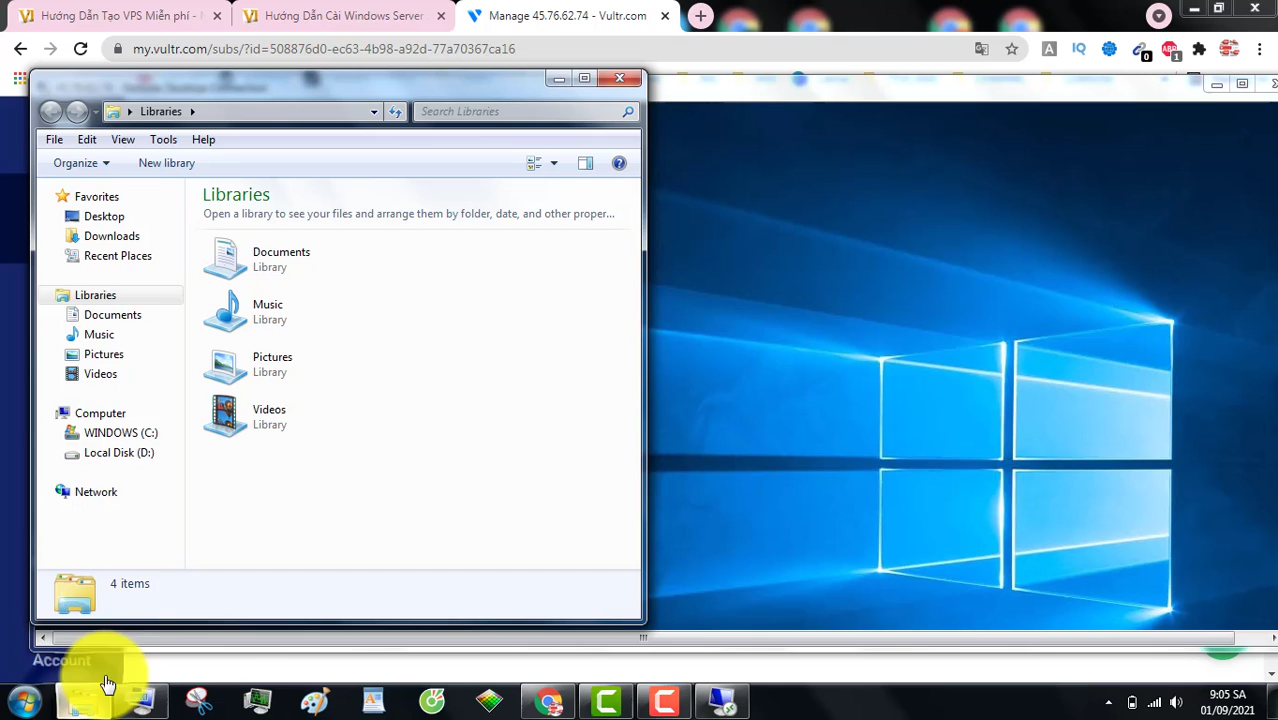 Hướng Dẫn Tạo VPS Miễn phí -
Hướng Dẫn Cài Windows Server
Manage 45.76.62.74 - Vultr.com
my.vultr.com/subs/?id=508876d0-ec63-4b98-a92d-77a70367ca16
A
IQ
0
ABP
1
Libraries
Search Libraries
File
Edit
View
Tools
Help
Organize
New library
Favorites
Desktop
Downloads
Recent Places
Libraries
Documents
Music
Pictures
Videos
Computer
WINDOWS (C:)
Local Disk (D:)
Network
Libraries
Open a library to see your files and arrange them by folder, date, and other proper...
Documents
Library
Music
Library
Pictures
Library
Videos
Library
4 items
Account
C
C
9:05 SA
01/09/2021